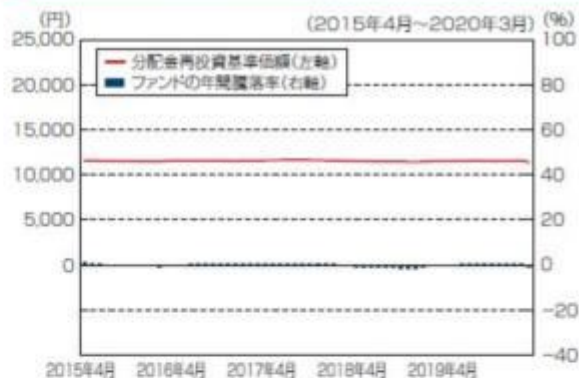 (円) (2015年4月～2020年3月) (%)
25,000 100
分配金再投資基準価額(左軸)
ファンドの年間騰落率(右軸)
20,000 80
15,000 60
10,000 40
5,000 20
0 0
-20
-40
2015年4月 2016年4月 2017年4月 2018年4月 2019年4月